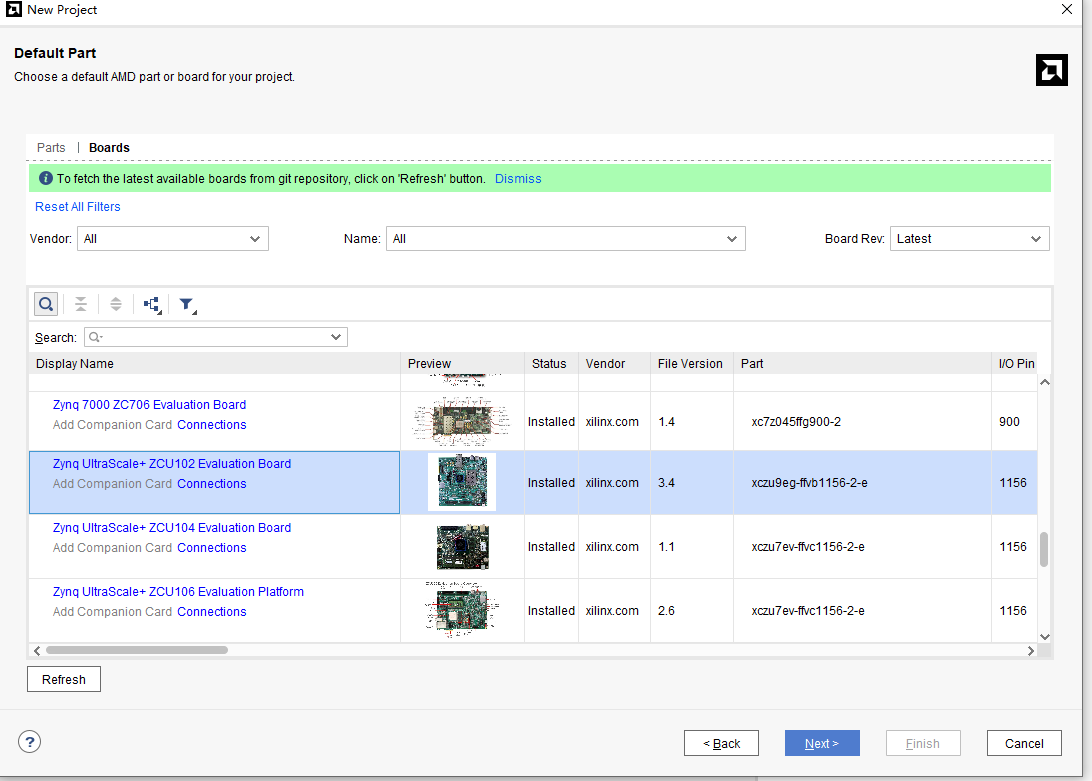 New Project
Default Part
Choose a default AMD part or board for your project.
Parts | Boards
To fetch the latest available boards from git repository, click on 'Refresh' button. Dismiss
Reset All Filters
Vendor: All Name: All Board Rev: Latest
Search: Q-
Display Name Preview Status Vendor File Version Part I/O Pin
Zynq 7000 ZC706 Evaluation Board
Add Companion Card Connections
Installed xilinx.com 1.4 xc7z045ffg900-2 900
Zynq UltraScale+ ZCU102 Evaluation Board
Add Companion Card Connections
Installed xilinx.com 3.4 xczu9eg-ffvb1156-2-e 1156
Zynq UltraScale+ ZCU104 Evaluation Board
Add Companion Card Connections
Installed xilinx.com 1.1 xczu7ev-ffvc1156-2-e 1156
Zynq UltraScale+ ZCU106 Evaluation Platform
Add Companion Card Connections
Installed xilinx.com 2.6 xczu7ev-ffvc1156-2-e 1156
Refresh
? < Back Next > Finish Cancel